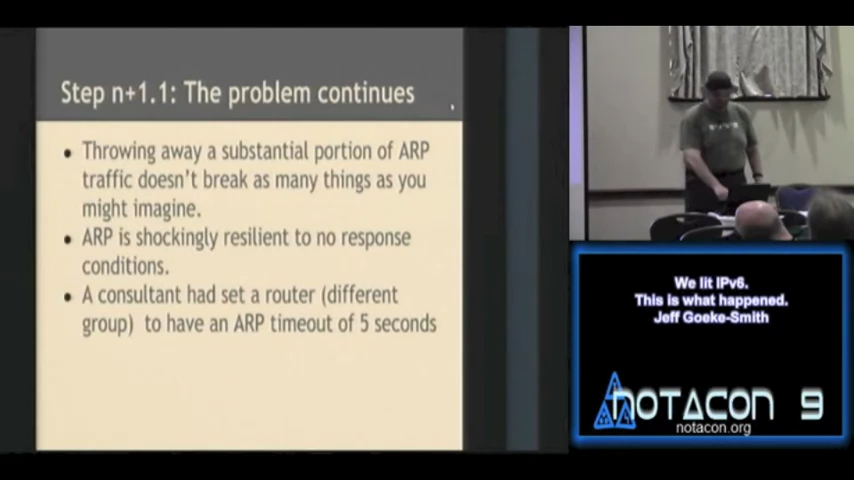 Step n+1.1: The problem continues
• Throwing away a substantial portion of ARP
traffic doesn't break as many things as you
might imagine.
• ARP is shockingly resilient to no response
conditions.
• A consultant had set a router (different
group) to have an ARP timeout of 5 seconds
We lit IPv6.
This is what happened.
Jeff Goeke-Smith
NOTACON 9
notacon.org